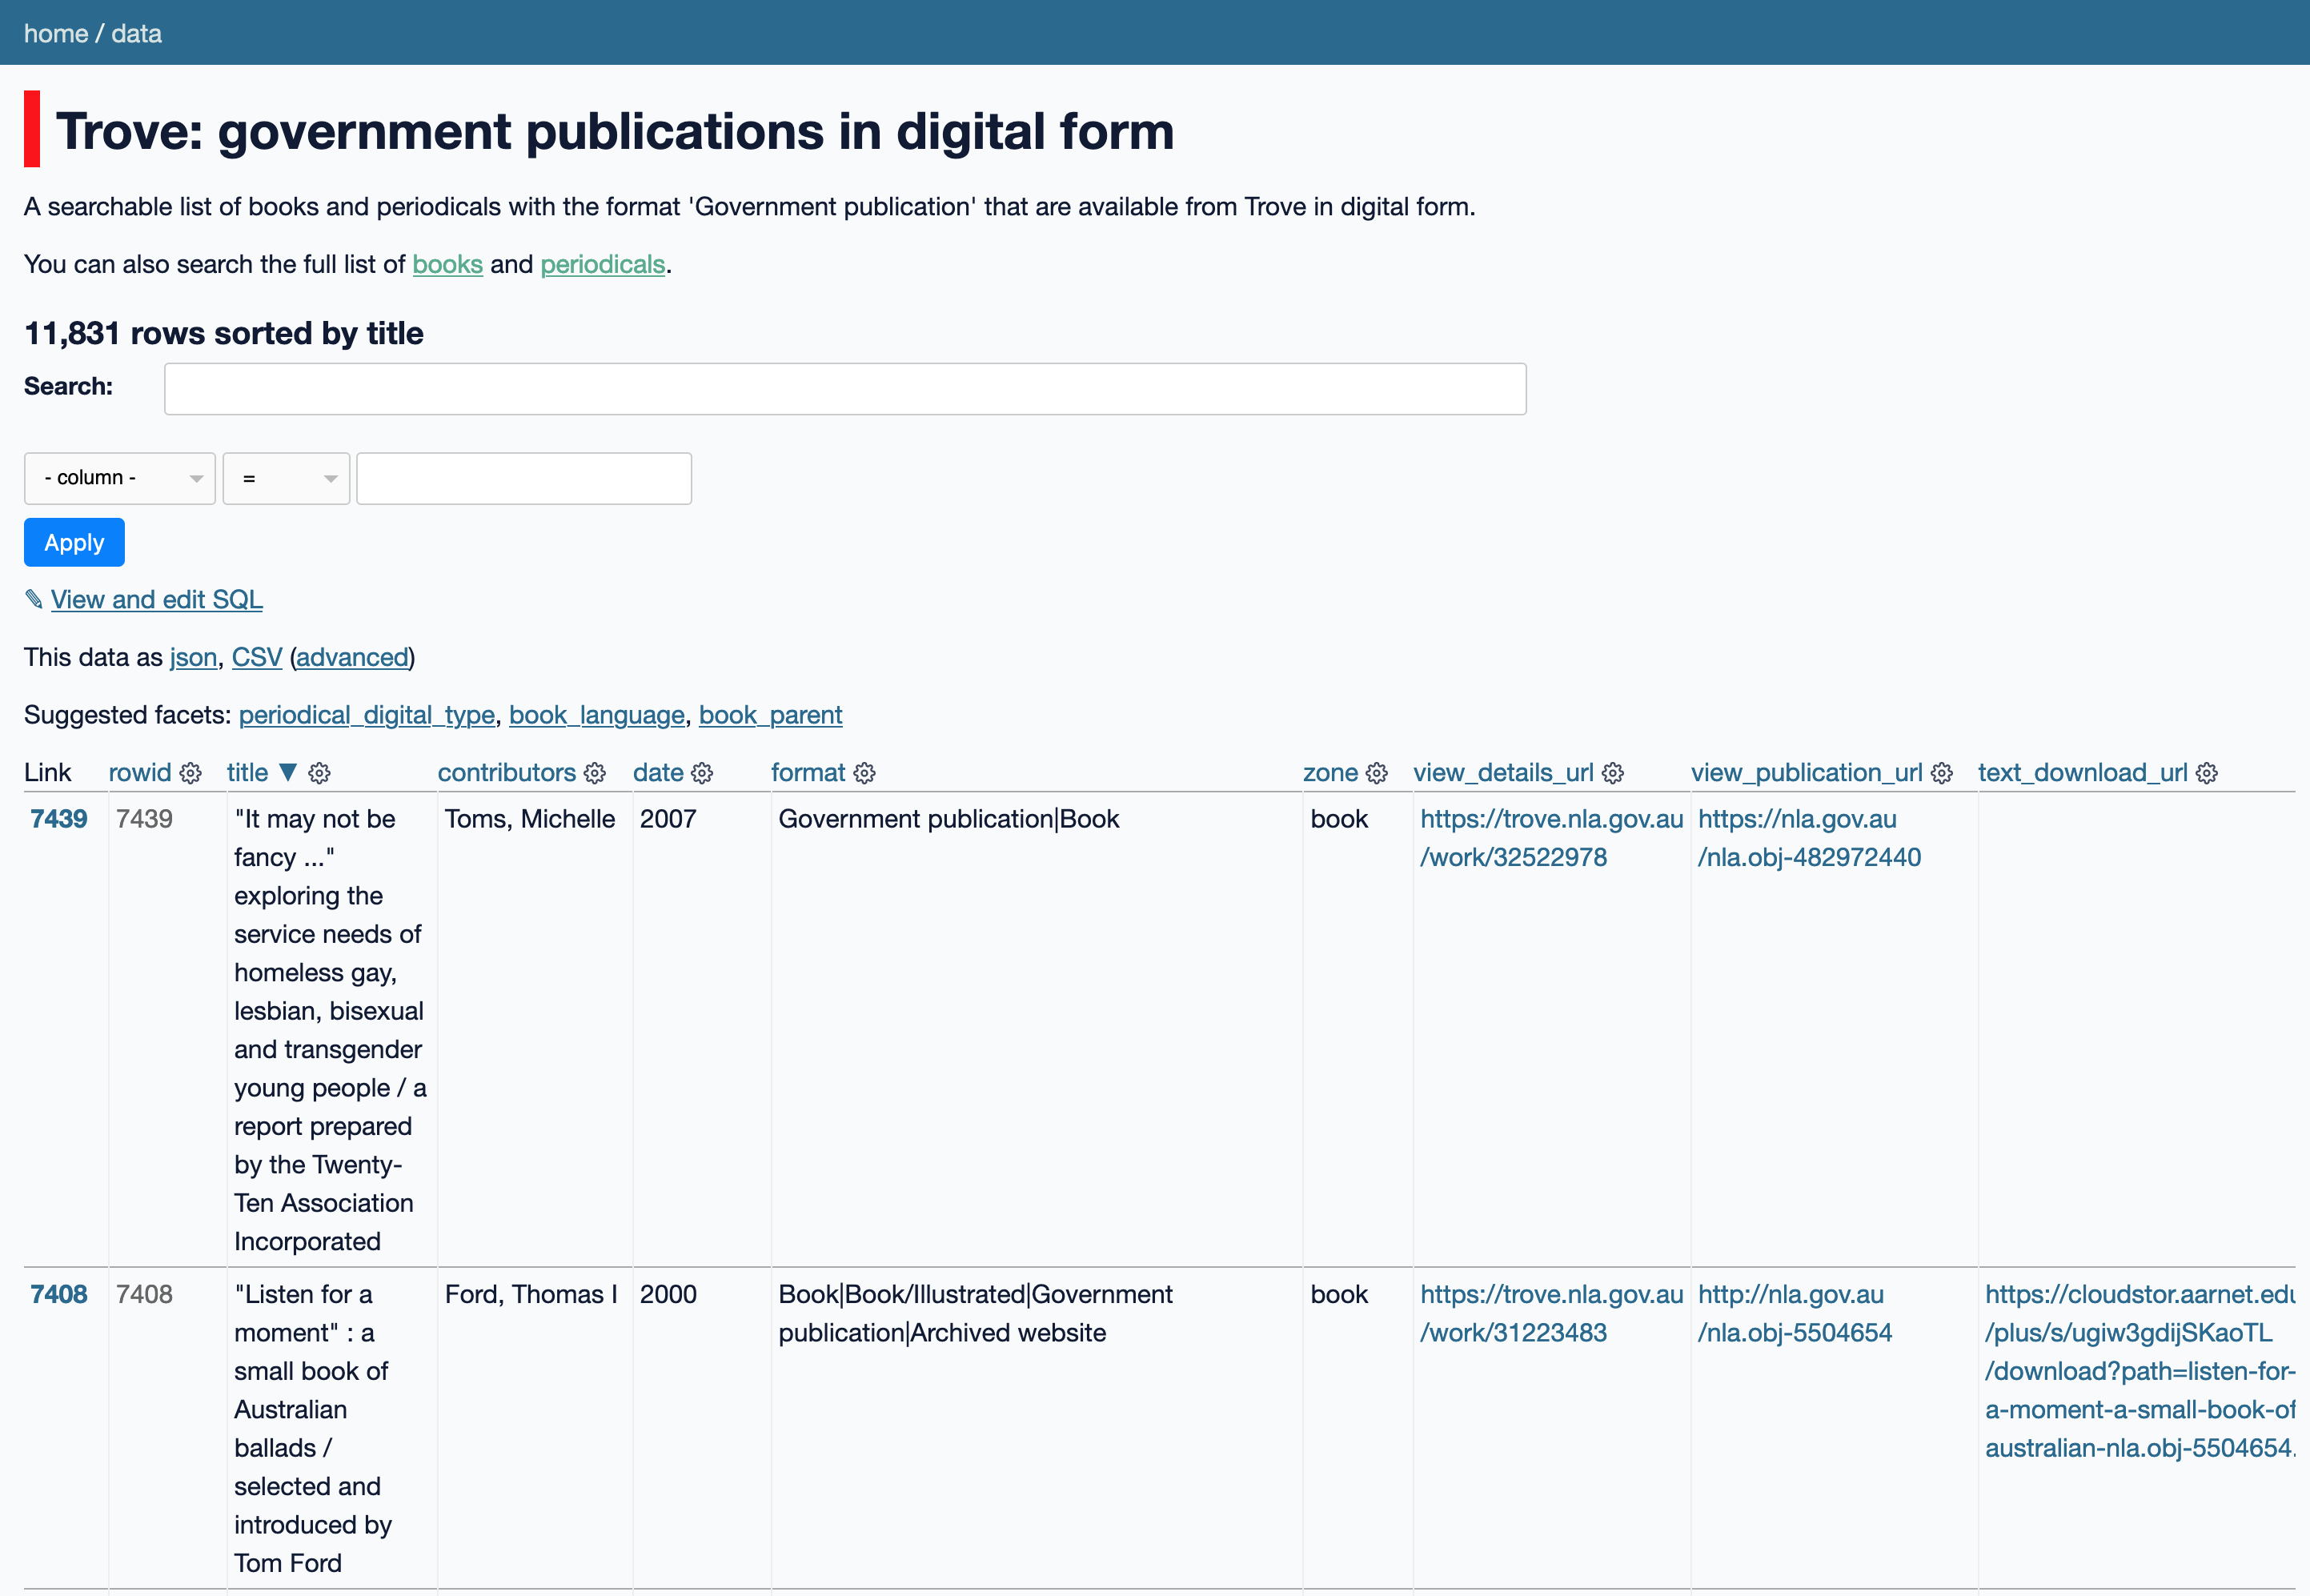 home / data
Trove: government publications in digital form
A searchable list of books and periodicals with the format 'Government publication' that are available from Trove in digital form.
You can also search the full list of books and periodicals.
11,831 rows sorted by title
Search:
- column -
=
Apply
✎ View and edit SQL
This data as json, CSV (advanced)
Suggested facets: periodical_digital_type, book_language, book_parent
Link rowid title ▼ contributors date format zone view_details_url view_publication_url text_download_url
7439 7439 "It may not be Toms, Michelle 2007 Government publication|Book book https://trove.nla.gov.au https://nla.gov.au
fancy ..." /work/32522978 /nla.obj-482972440
exploring the
service needs of
homeless gay,
lesbian, bisexual
and transgender
young people / a
report prepared
by the Twenty-
Ten Association
Incorporated
7408 7408 "Listen for a Ford, Thomas I 2000 Book|Book/Illustrated|Government book https://trove.nla.gov.au http://nla.gov.au https://cloudstor.aarnet.edu
moment" : a publication|Archived website /work/31223483 /nla.obj-5504654 /plus/s/ugiw3gdijSKaoTL
small book of /download?path=listen-for-
Australian a-moment-a-small-book-of
ballads / australian-nla.obj-5504654.
selected and
introduced by
Tom Ford